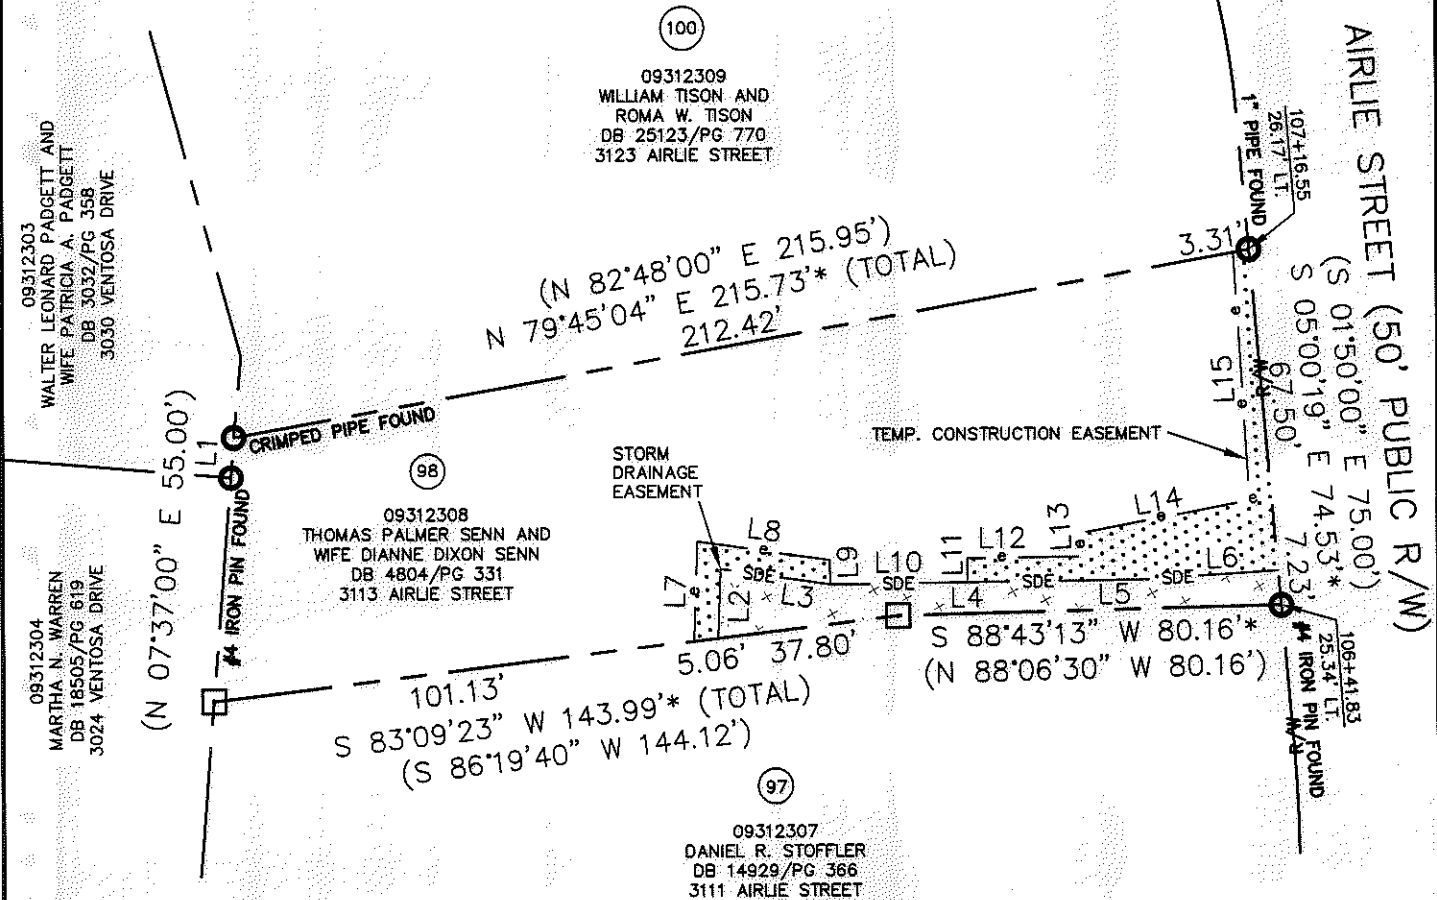 100
09312309
WILLIAM TISON AND
ROMA W. TISON
DB 25123/PG 770
3123 AIRLIE STREET
AIRLIE STREET (50' PUBLIC R/W)
(S 01°50'00" E 75.00')
S 05°00'19" E 74.53'*
67.50'
7.23'
R/W
107+16.55
26.17' LT.
1" PIPE FOUND
3.31'
(N 82°48'00" E 215.95')
N 79°45'04" E 215.73'* (TOTAL)
212.42'
09312303
WALTER LEONARD PADGETT AND
WIFE PATRICIA A. PADGETT
DB 3032/PG 358
3030 VENTOSA DRIVE
L1
CRIMPED PIPE FOUND
(N 07°37'00" E 55.00')
#4 IRON PIN FOUND
09312304
MARTHA N. WARREN
DB 18505/PG 619
3024 VENTOSA DRIVE
98
09312308
THOMAS PALMER SENN AND
WIFE DIANNE DIXON SENN
DB 4804/PG 331
3113 AIRLIE STREET
STORM
DRAINAGE
EASEMENT
TEMP. CONSTRUCTION EASEMENT
L15
e
e
e
L14
e
L13
e
L12
e
L11
L10
L9
L8
e
L7
L2
L3
L4
L5
L6
SDE
SDE
SDE
SDE
5.06' 37.80'
101.13'
S 83°09'23" W 143.99'* (TOTAL)
(S 86°19'40" W 144.12')
S 88°43'13" W 80.16'*
(N 88°06'30" W 80.16')
106+41.83
25.34' LT.
#4 IRON PIN FOUND
R/W
97
09312307
DANIEL R. STOFFLER
DB 14929/PG 366
3111 AIRLIE STREET